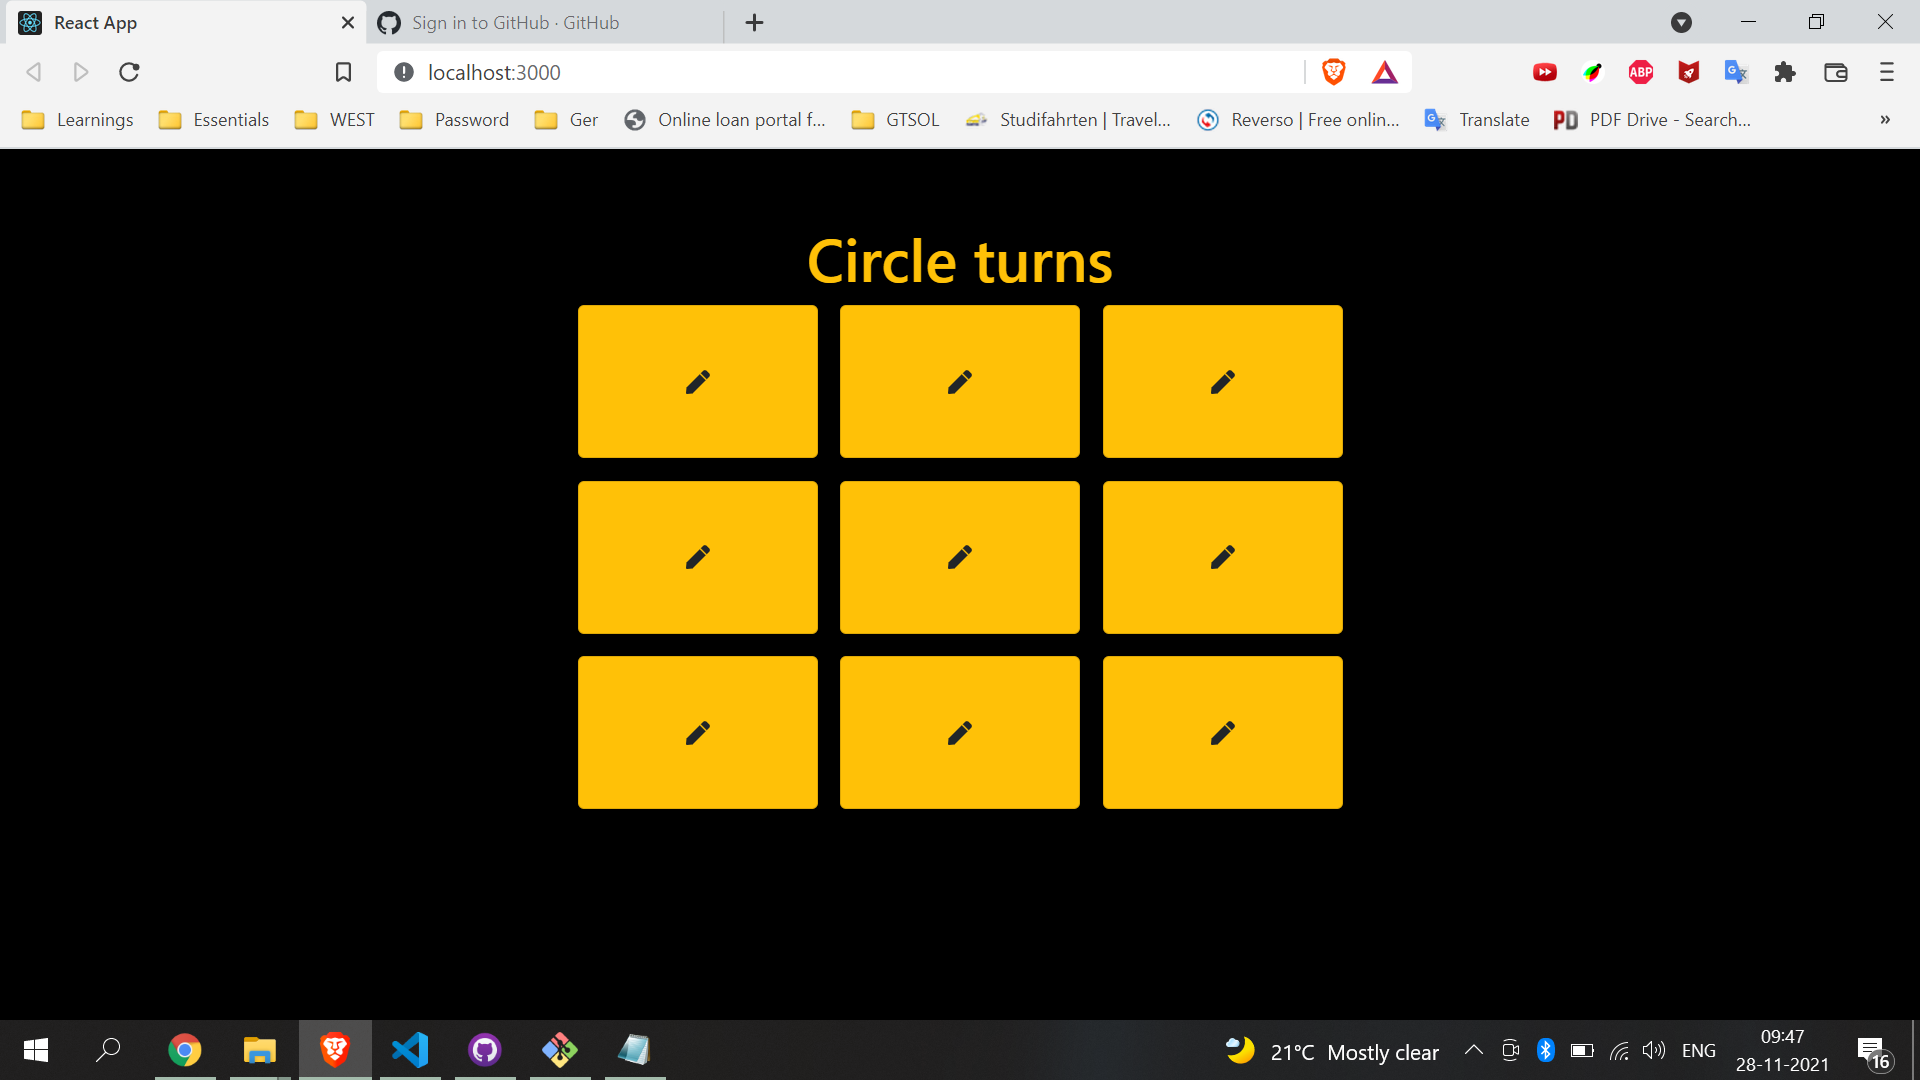 React App
Sign in to GitHub · GitHub
localhost:3000
ABP
Learnings
Essentials
WEST
Password
Ger
Online loan portal f...
GTSOL
Studifahrten | Travel...
Reverso | Free onlin...
Translate
PD
PDF Drive - Search...
»
Circle turns
21°C Mostly clear
ENG
09:47
28-11-2021
16